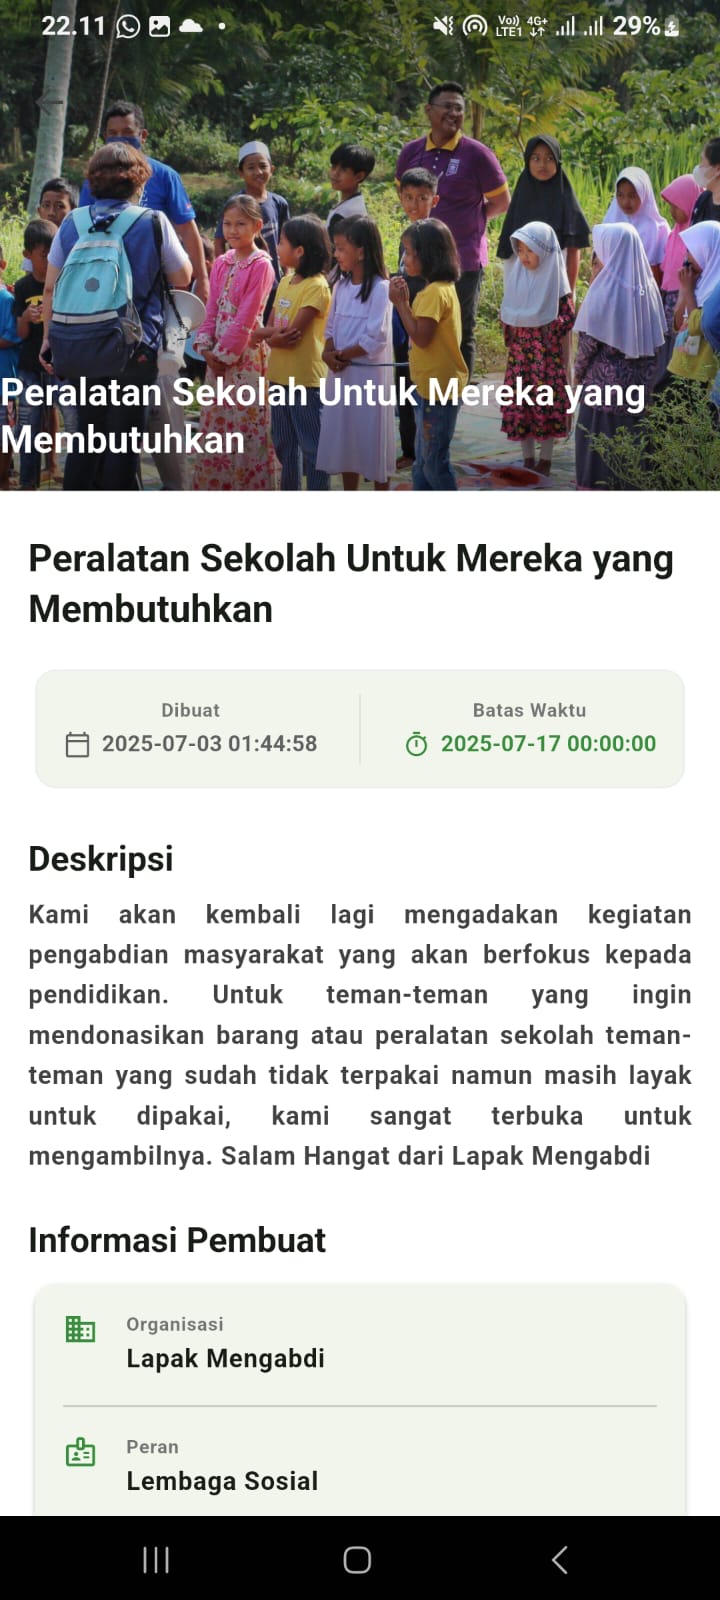 22.11
Vo))
LTE1
4G+
29%
Peralatan Sekolah Untuk Mereka yang
Membutuhkan
Peralatan Sekolah Untuk Mereka yang
Membutuhkan
Dibuat
2025-07-03 01:44:58
Batas Waktu
2025-07-17 00:00:00
Deskripsi
Kami akan kembali lagi mengadakan kegiatan
pengabdian masyarakat yang akan berfokus kepada
pendidikan. Untuk teman-teman yang ingin
mendonasikan barang atau peralatan sekolah teman-
teman yang sudah tidak terpakai namun masih layak
untuk dipakai, kami sangat terbuka untuk
mengambilnya. Salam Hangat dari Lapak Mengabdi
Informasi Pembuat
Organisasi
Lapak Mengabdi
Peran
Lembaga Sosial